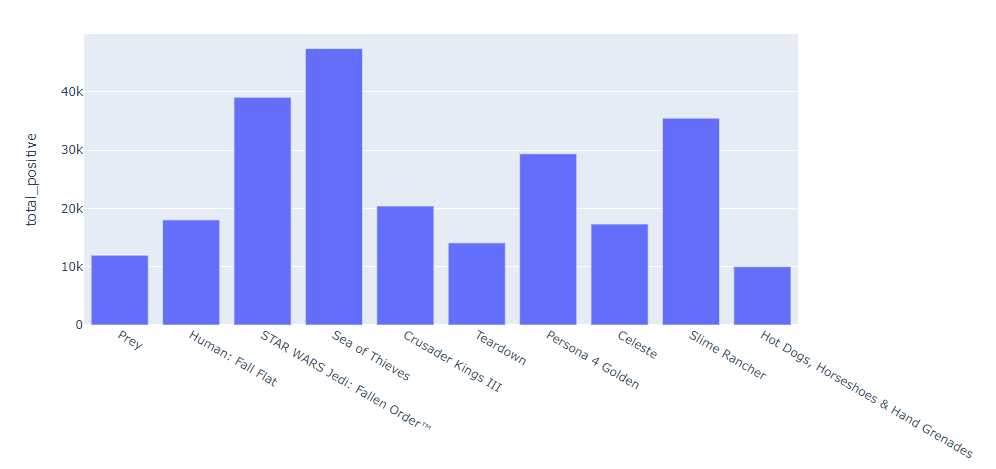 total_positive
40k
30k
20k
10k
0
Prey
Human: Fall Flat
STAR WARS Jedi: Fallen Order™
Sea of Thieves
Crusader Kings III
Teardown
Persona 4 Golden
Celeste
Slime Rancher
Hot Dogs, Horseshoes & Hand Grenades